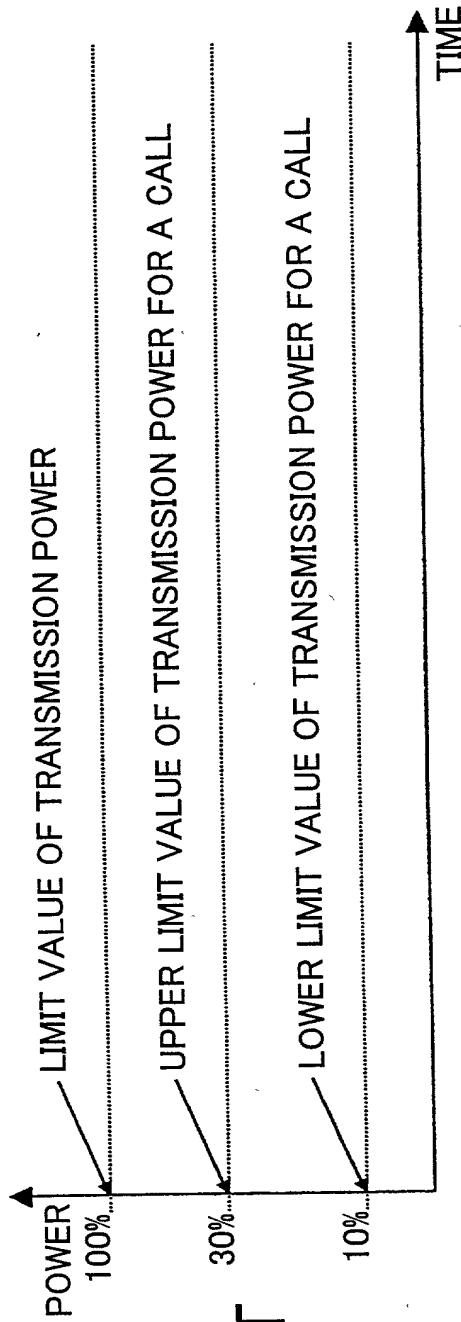 POWER
100%
LIMIT VALUE OF TRANSMISSION POWER
30%
UPPER LIMIT VALUE OF TRANSMISSION POWER FOR A CALL
10%
LOWER LIMIT VALUE OF TRANSMISSION POWER FOR A CALL
TIME